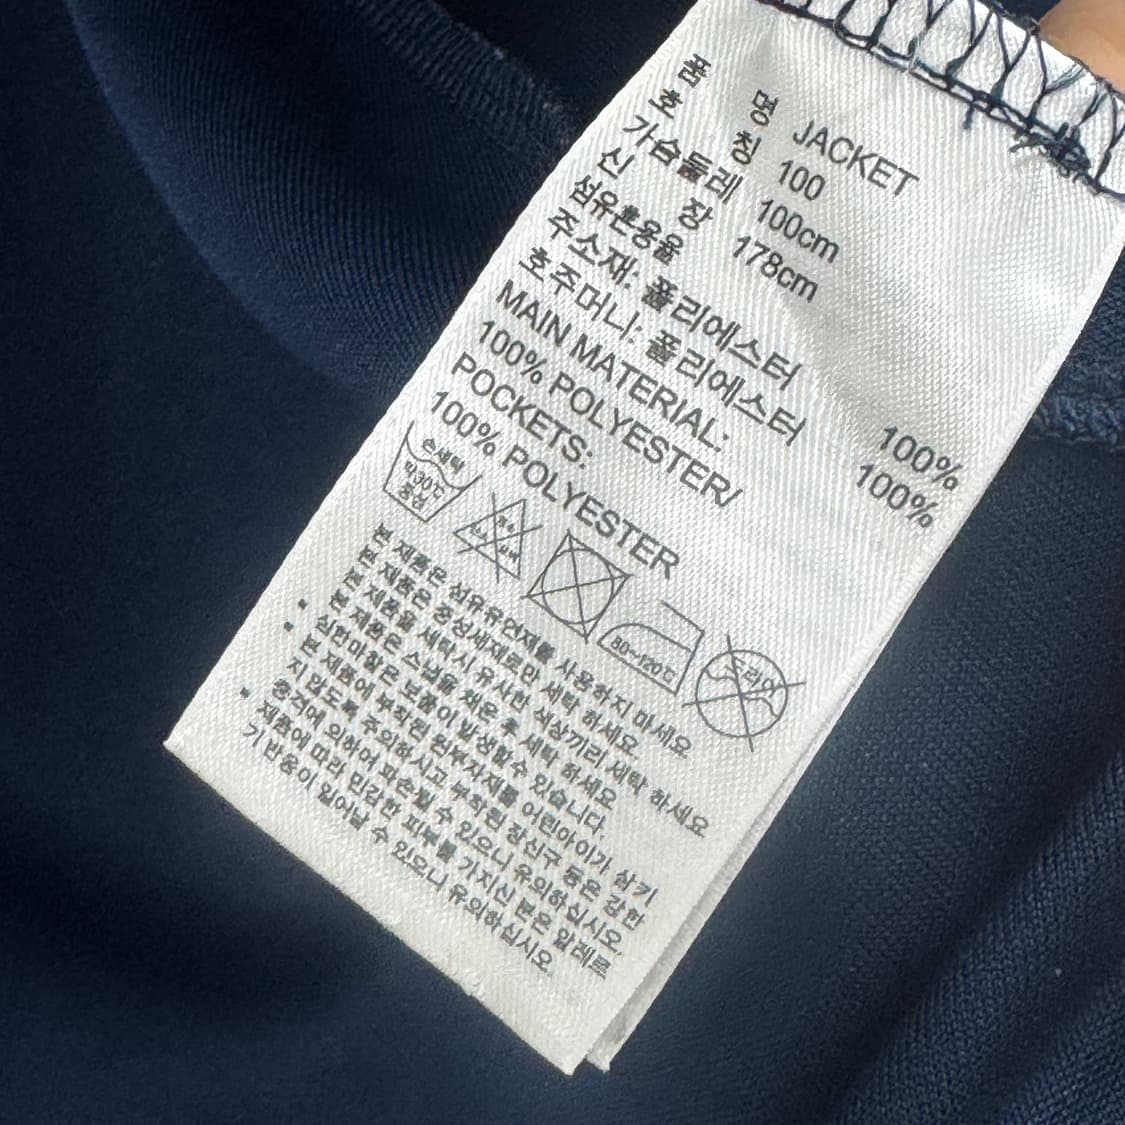 품 명 JACKET
호 칭 100
가슴둘레 100cm
신 장 178cm
섬유혼용율
주소재: 폴리에스터 100%
호주머니: 폴리에스터 100%
MAIN MATERIAL:
100% POLYESTER/
POCKETS:
100% POLYESTER
손세탁
약30℃
중성
80~120℃
드라이
본 제품은 섬유유연제를 사용하지 마세요
본 제품은 중성세제로만 세탁 하세요
본 제품을 세탁시 유사한 색상끼리 세탁 하세요
* 본 제품은 스냅을 채운 후 세탁 하세요
* 심한마찰은 보풀이 발생할수 있습니다.
본 제품에 부착된 원부자재를 어린아이가 삼키
지 않도록 주의하시고 부착된 장신구 등은 강한
충격에 의하여 파손될 수 있으니 유의하십시오.
* 제품에 따라 민감한 피부를 가지신 분은 알레르
기 반응이 일어날 수 있으니 유의하십시오.